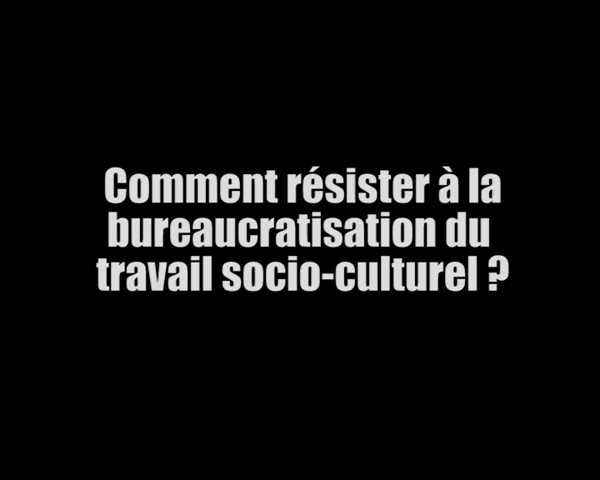 Comment résister à la
bureaucratisation du
travail socio-culturel ?